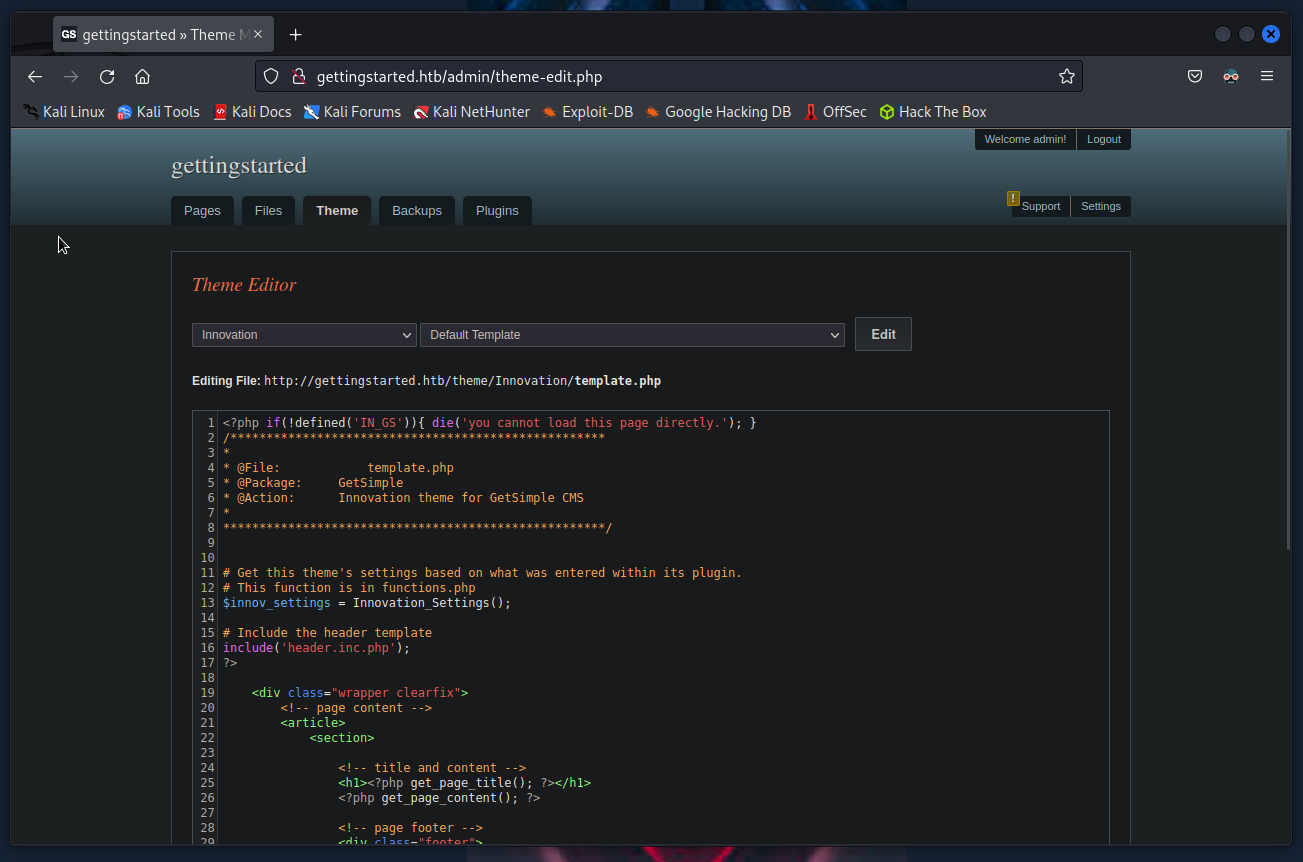 GS gettingstarted » Theme M
gettingstarted.htb/admin/theme-edit.php
Kali Linux Kali Tools Kali Docs Kali Forums Kali NetHunter Exploit-DB Google Hacking DB OffSec Hack The Box
Welcome admin! Logout
gettingstarted
Pages Files Theme Backups Plugins ! Support Settings
Theme Editor
Innovation Default Template Edit
Editing File: http://gettingstarted.htb/theme/Innovation/template.php
1 <?php if(!defined('IN_GS')){ die('you cannot load this page directly.'); }
2 /****************************************************
3 *
4 * @File: template.php
5 * @Package: GetSimple
6 * @Action: Innovation theme for GetSimple CMS
7 *
8 *****************************************************/
9
10
11 # Get this theme's settings based on what was entered within its plugin.
12 # This function is in functions.php
13 $innov_settings = Innovation_Settings();
14
15 # Include the header template
16 include('header.inc.php');
17 ?>
18
19 <div class="wrapper clearfix">
20 <!-- page content -->
21 <article>
22 <section>
23
24 <!-- title and content -->
25 <h1><?php get_page_title(); ?></h1>
26 <?php get_page_content(); ?>
27
28 <!-- page footer -->
29 <div class="footer">